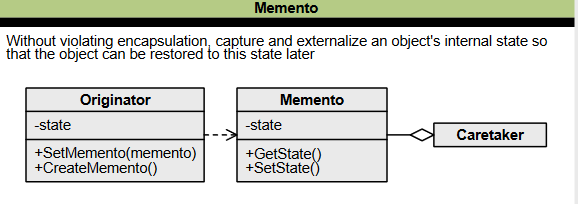 Memento
Without violating encapsulation, capture and externalize an object's internal state so
that the object can be restored to this state later
Originator
-state
+SetMemento(memento)
+CreateMemento()
Memento
-state
+GetState()
+SetState()
Caretaker